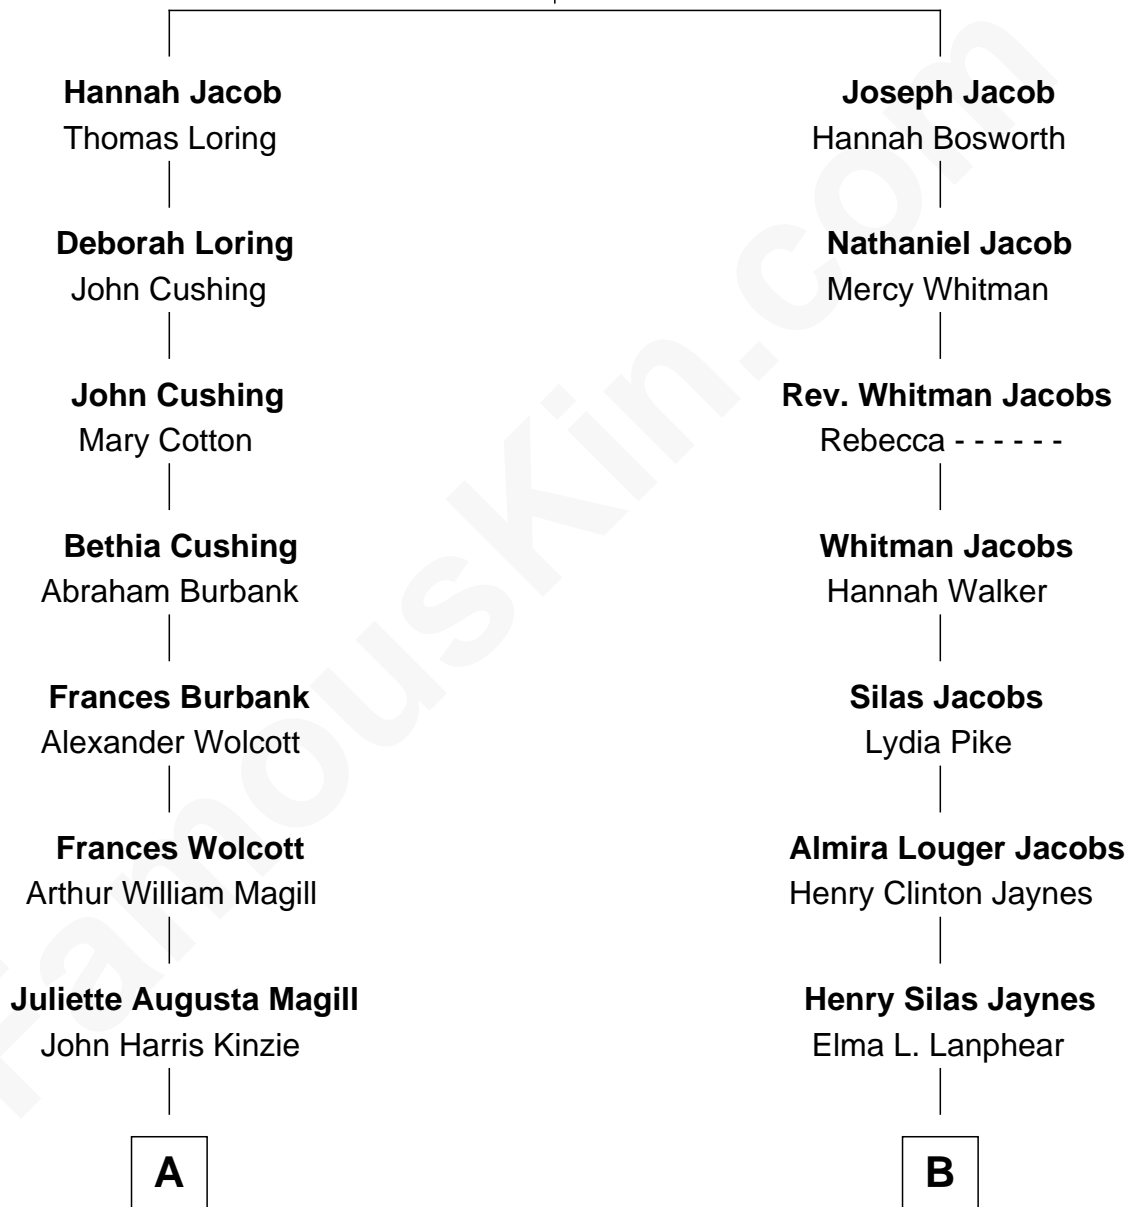 Hannah Jacob
Thomas Loring
Deborah Loring
John Cushing
John Cushing
Mary Cotton
Bethia Cushing
Abraham Burbank
Frances Burbank
Alexander Wolcott
Frances Wolcott
Arthur William Magill
Juliette Augusta Magill
John Harris Kinzie
A
Joseph Jacob
Hannah Bosworth
Nathaniel Jacob
Mercy Whitman
Rev. Whitman Jacobs
Rebecca - - - - - -
Whitman Jacobs
Hannah Walker
Silas Jacobs
Lydia Pike
Almira Louger Jacobs
Henry Clinton Jaynes
Henry Silas Jaynes
Elma L. Lanphear
B
FamousKin.com